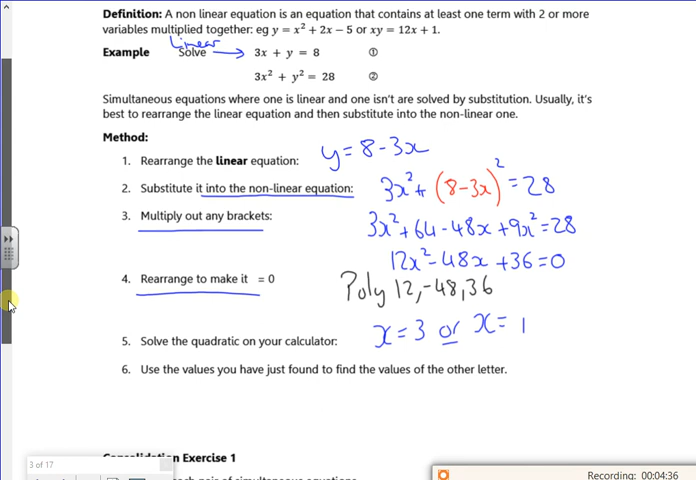 Definition: A non linear equation is an equation that contains at least one term with 2 or more
variables multiplied together: eg y = x² + 2x − 5 or xy = 12x + 1.
Linear
Example Solve → 3x + y = 8 ①
3x² + y² = 28 ②
Simultaneous equations where one is linear and one isn't are solved by substitution. Usually, it's
best to rearrange the linear equation and then substitute into the non-linear one.
Method:
1. Rearrange the linear equation: y = 8 - 3x
2. Substitute it into the non-linear equation: 3x² + (8 - 3x)² = 28
3. Multiply out any brackets: 3x² + 64 - 48x + 9x² = 28
12x² - 48x + 36 = 0
4. Rearrange to make it = 0 Poly 12, -48, 36
5. Solve the quadratic on your calculator: x = 3 or x = 1
6. Use the values you have just found to find the values of the other letter.
Exercise 1
3 of 17
Recording: 00:04:36